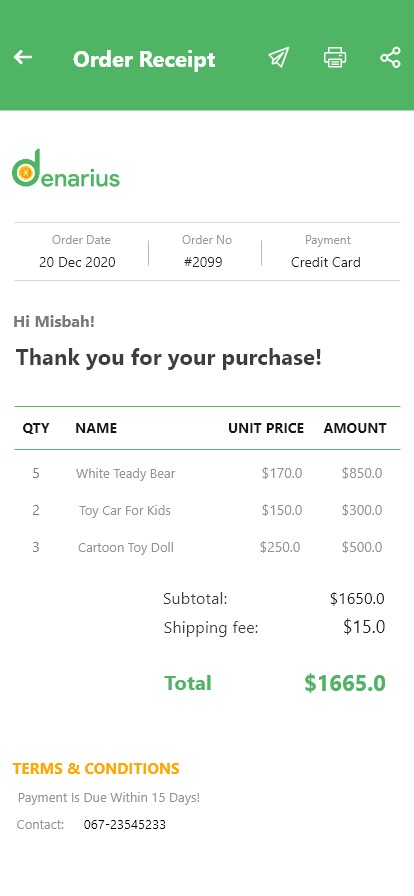 Order Receipt
denarius
Order Date Order No Payment
20 Dec 2020 #2099 Credit Card
Hi Misbah!
Thank you for your purchase!
QTY NAME UNIT PRICE AMOUNT
5 White Teady Bear $170.0 $850.0
2 Toy Car For Kids $150.0 $300.0
3 Cartoon Toy Doll $250.0 $500.0
Subtotal: $1650.0
Shipping fee: $15.0
Total $1665.0
TERMS & CONDITIONS
Payment Is Due Within 15 Days!
Contact: 067-23545233